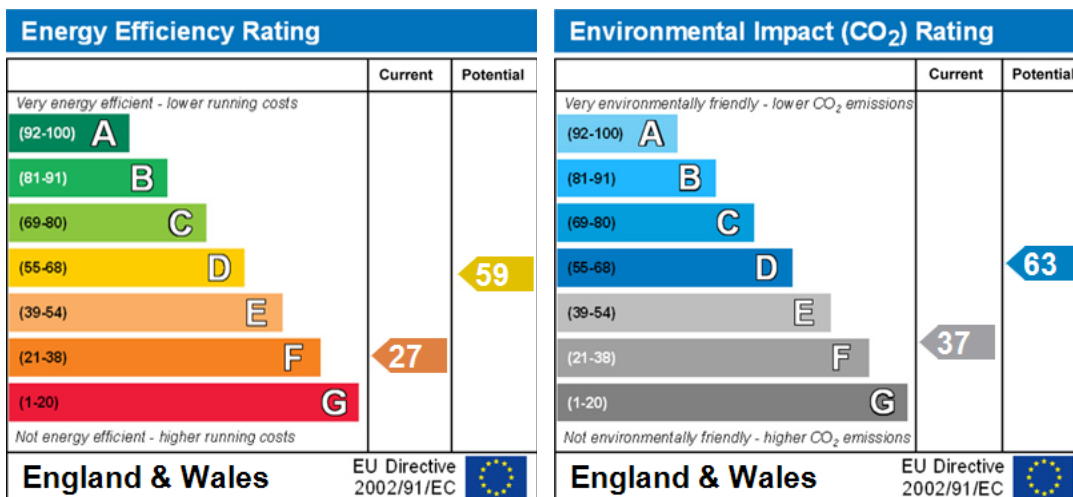 Energy Efficiency Rating
Current Potential
Very energy efficient - lower running costs
(92-100) A
(81-91) B
(69-80) C
(55-68) D
59
(39-54) E
(21-38) F
27
(1-20) G
Not energy efficient - higher running costs
England & Wales
EU Directive
2002/91/EC
Environmental Impact (CO₂) Rating
Current Potential
Very environmentally friendly - lower CO₂ emissions
(92-100) A
(81-91) B
(69-80) C
(55-68) D
63
(39-54) E
(21-38) F
37
(1-20) G
Not environmentally friendly - higher CO₂ emissions
England & Wales
EU Directive
2002/91/EC